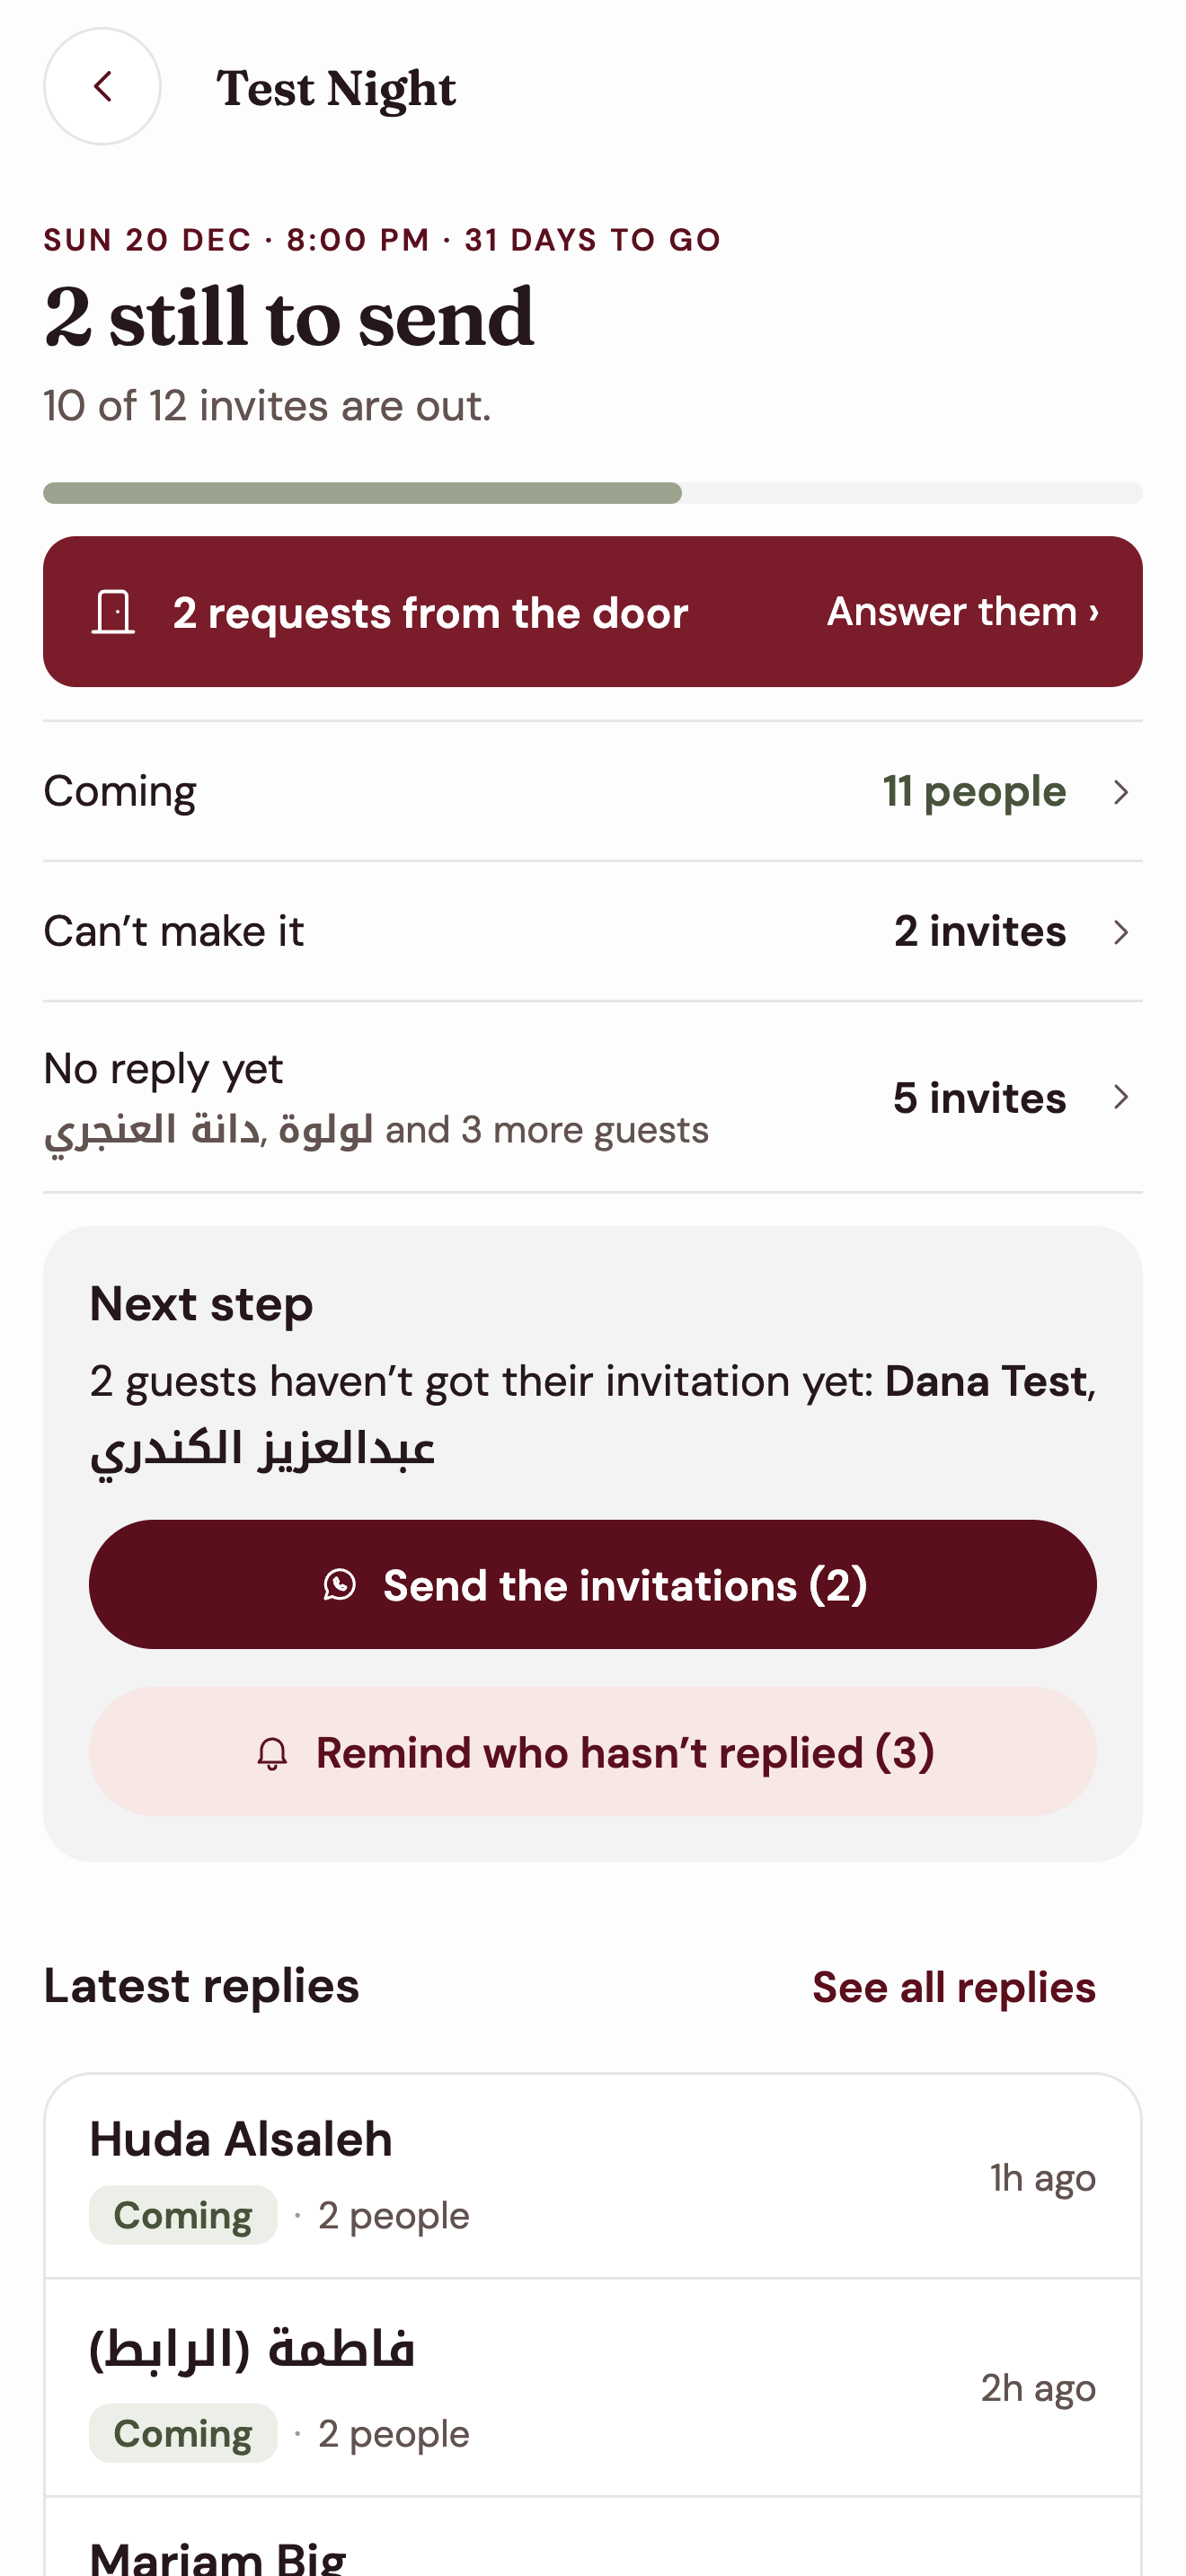 Test Night
SUN 20 DEC · 8:00 PM · 31 DAYS TO GO
2 still to send
10 of 12 invites are out.
2 requests from the door
Answer them ›
Coming
11 people
Can’t make it
2 invites
No reply yet
دانة العنجري, لولوة and 3 more guests
5 invites
Next step
2 guests haven’t got their invitation yet: Dana Test,
عبدالعزيز الكندري
Send the invitations (2)
Remind who hasn’t replied (3)
Latest replies
See all replies
Huda Alsaleh
Coming · 2 people
1h ago
فاطمة (الرابط)
Coming · 2 people
2h ago
Mariam Big